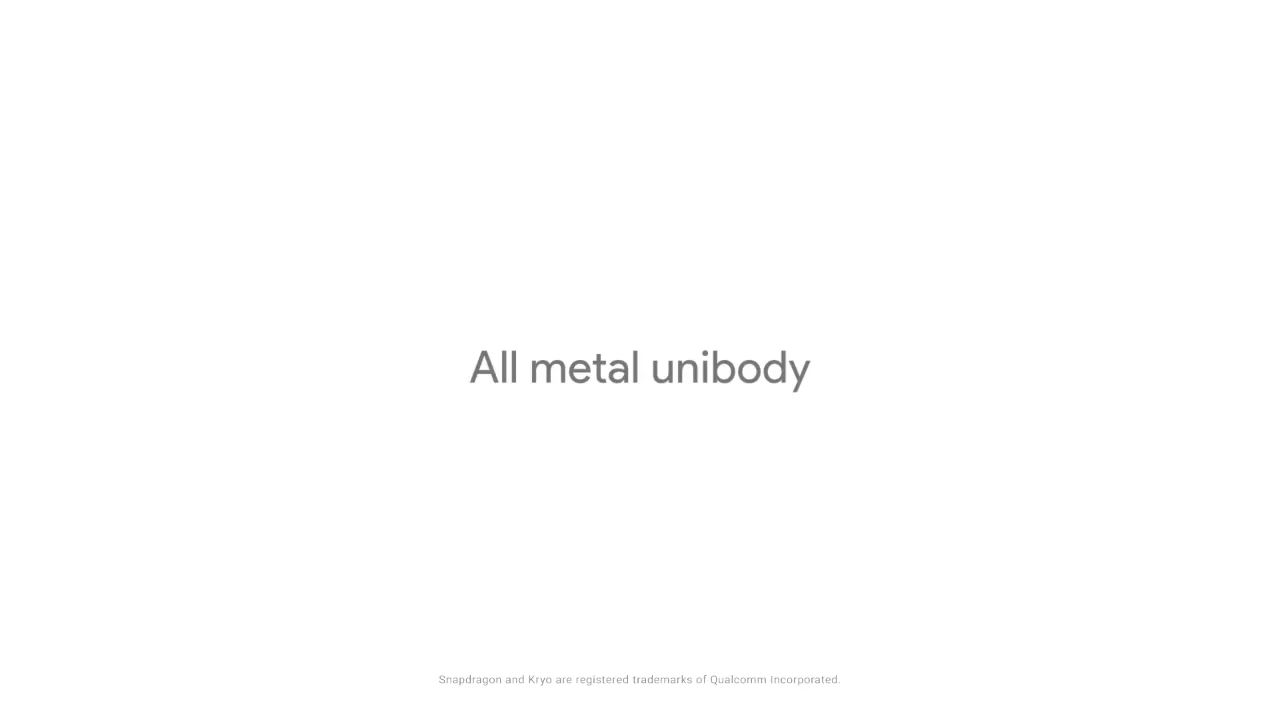 All metal unibody
Snapdragon and Kryo are registered trademarks of Qualcomm Incorporated.